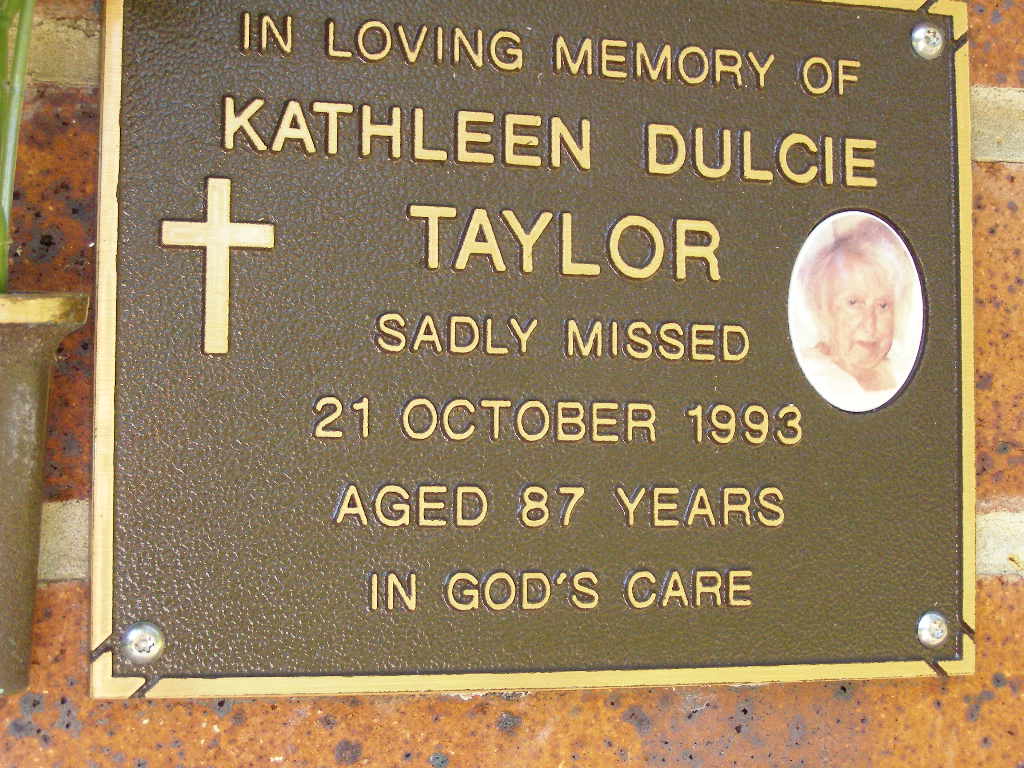 IN LOVING MEMORY OF
KATHLEEN DULCIE
TAYLOR
SADLY MISSED
21 OCTOBER 1993
AGED 87 YEARS
IN GOD'S CARE